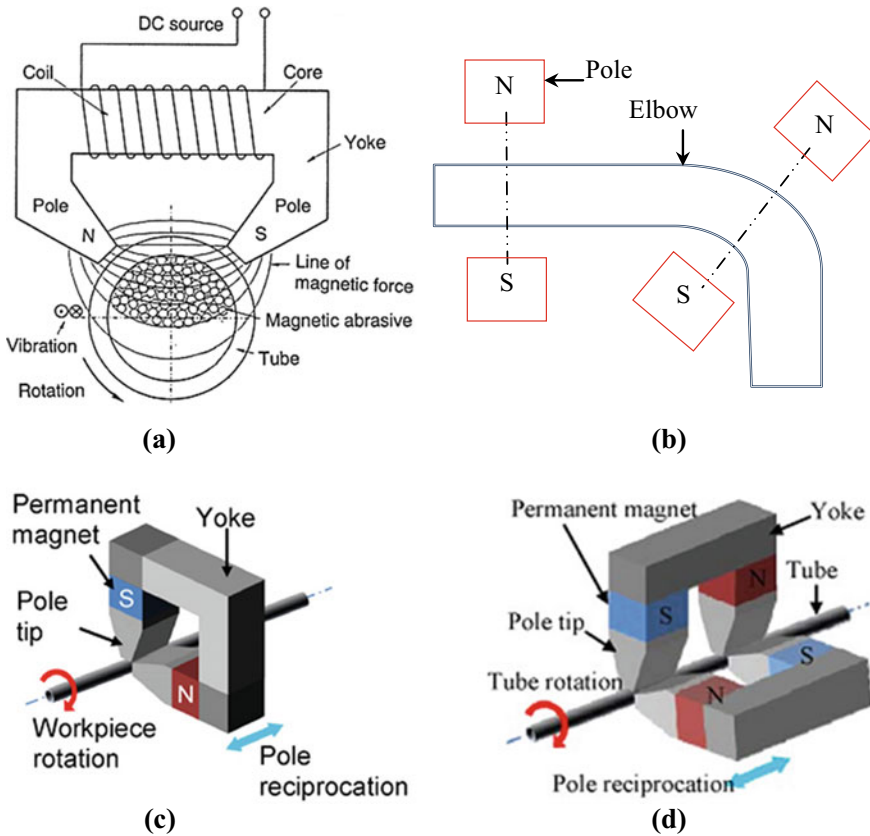 DC source
Coil
Core
Yoke
Pole
Pole
N
S
Line of
magnetic force
Magnetic abrasive
Vibration
Tube
Rotation
(a)
N
Pole
Elbow
N
S
S
(b)
Permanent
magnet
Yoke
S
Pole
tip
N
Workpiece
rotation
Pole
reciprocation
(c)
Permanent magnet
Yoke
N
Tube
S
Pole tip
S
Tube rotation
N
Pole reciprocation
(d)